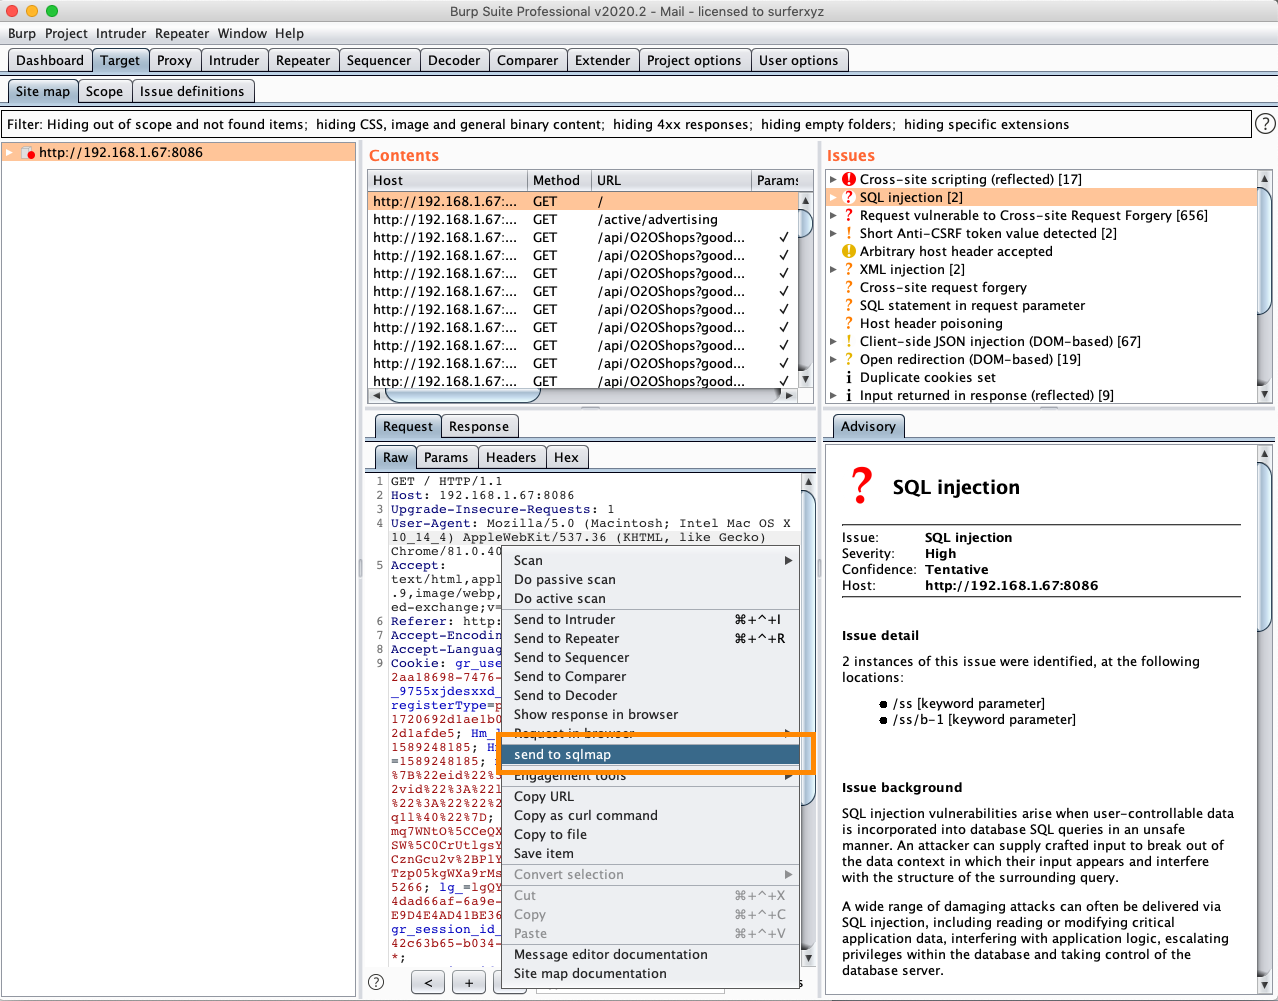 Burp Suite Professional v2020.2 - Mail - licensed to surferxyz
Burp Project Intruder Repeater Window Help
Dashboard Target Proxy Intruder Repeater Sequencer Decoder Comparer Extender Project options User options
Site map Scope Issue definitions
Filter: Hiding out of scope and not found items; hiding CSS, image and general binary content; hiding 4xx responses; hiding empty folders; hiding specific extensions
?
http://192.168.1.67:8086
Contents
Host Method URL Params
http://192.168.1.67:... GET /
http://192.168.1.67:... GET /active/advertising
http://192.168.1.67:... GET /api/O2OShops?good... ✓
http://192.168.1.67:... GET /api/O2OShops?good... ✓
http://192.168.1.67:... GET /api/O2OShops?good... ✓
http://192.168.1.67:... GET /api/O2OShops?good... ✓
http://192.168.1.67:... GET /api/O2OShops?good... ✓
http://192.168.1.67:... GET /api/O2OShops?good... ✓
http://192.168.1.67:... GET /api/O2OShops?good... ✓
http://192.168.1.67:... GET /api/O2OShops?good... ✓
http://192.168.1.67:... GET /api/O2OShops?good... ✓
Issues
Cross-site scripting (reflected) [17]
SQL injection [2]
Request vulnerable to Cross-site Request Forgery [656]
Short Anti-CSRF token value detected [2]
Arbitrary host header accepted
XML injection [2]
Cross-site request forgery
SQL statement in request parameter
Host header poisoning
Client-side JSON injection (DOM-based) [67]
Open redirection (DOM-based) [19]
Duplicate cookies set
Input returned in response (reflected) [9]
Request Response
Raw Params Headers Hex
1 GET / HTTP/1.1
2 Host: 192.168.1.67:8086
3 Upgrade-Insecure-Requests: 1
4 User-Agent: Mozilla/5.0 (Macintosh; Intel Mac OS X
10_14_4) AppleWebKit/537.36 (KHTML, like Gecko)
Chrome/81.0.40
5 Accept:
text/html,appl
.9,image/webp,
ed-exchange;v=
6 Referer: http:
7 Accept-Encodin
8 Accept-Languag
9 Cookie: gr_use
2aa18698-7476-
_9755xjdesxxd_
registerType=p
1720692d1ae1b0
2d1afde5; Hm_l
1589248185; Hm
=1589248185;
%7B%22eid%22%3
2vid%22%3A%221
%22%3A%22%22%2
q1l%40%22%7D;
mq7WNtO%5CCeQX
SW%5C0CrUtlgsY
CznGcu2v%2BPlY
Tzp05kgWXa9rMs
5266; lg_=lgQY
4dad66af-6a9e-
E9D4E4AD41BE36
gr_session_id_
42c63b65-b034-
*;
Scan
Do passive scan
Do active scan
Send to Intruder ⌘+^+I
Send to Repeater ⌘+^+R
Send to Sequencer
Send to Comparer
Send to Decoder
Show response in browser
Request in browser
send to sqlmap
Engagement tools
Copy URL
Copy as curl command
Copy to file
Save item
Convert selection
Cut ⌘+^+X
Copy ⌘+^+C
Paste ⌘+^+V
Message editor documentation
Site map documentation
? < +
Advisory
? SQL injection
Issue: SQL injection
Severity: High
Confidence: Tentative
Host: http://192.168.1.67:8086
Issue detail
2 instances of this issue were identified, at the following
locations:
● /ss [keyword parameter]
● /ss/b-1 [keyword parameter]
Issue background
SQL injection vulnerabilities arise when user-controllable data
is incorporated into database SQL queries in an unsafe
manner. An attacker can supply crafted input to break out of
the data context in which their input appears and interfere
with the structure of the surrounding query.
A wide range of damaging attacks can often be delivered via
SQL injection, including reading or modifying critical
application data, interfering with application logic, escalating
privileges within the database and taking control of the
database server.